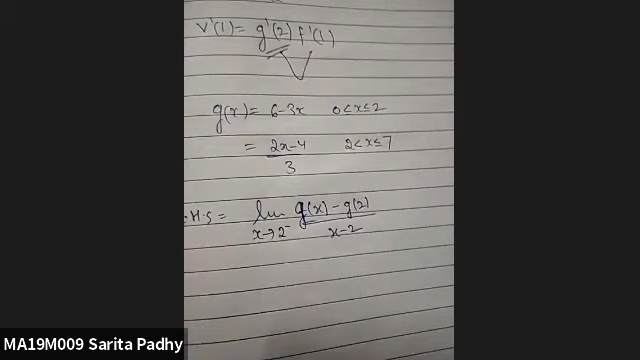 V'(1) = g'(2) f'(1)
g(x) = 6-3x 0<x≤2
= 2x-4 2<x≤7
3
.H.S = lim g(x) - g(2)
x→2⁻ x-2
MA19M009 Sarita Padhy